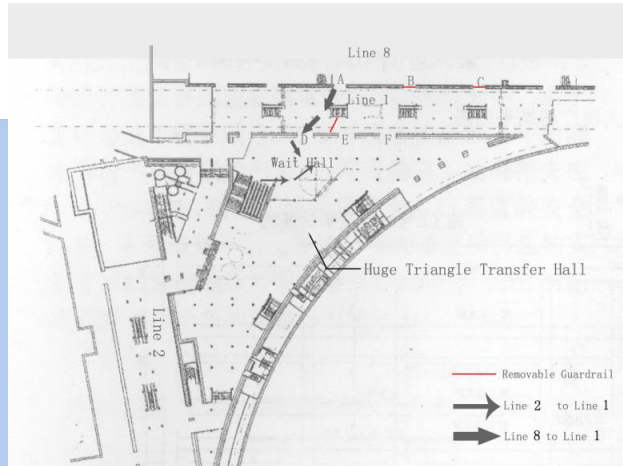 Line 8
A
B
C
Line 1
D
E
F
Wait Hall
Huge Triangle Transfer Hall
Line 2
Removable Guardrail
Line 2 to Line 1
Line 8 to Line 1